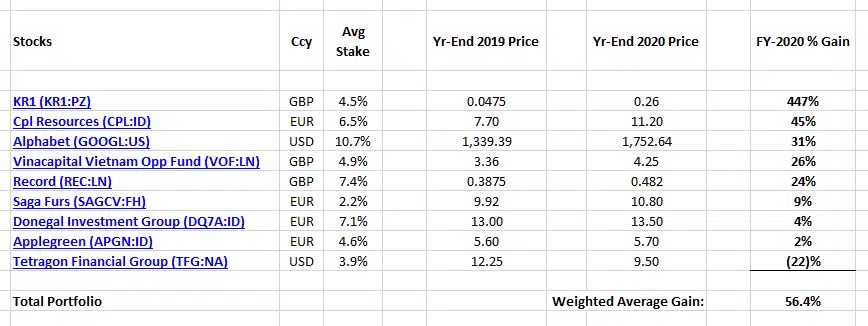 Stocks Ccy Avg Stake Yr-End 2019 Price Yr-End 2020 Price FY-2020 % Gain
KR1 (KR1:PZ) GBP 4.5% 0.0475 0.26 447%
Cpl Resources (CPL:ID) EUR 6.5% 7.70 11.20 45%
Alphabet (GOOGL:US) USD 10.7% 1,339.39 1,752.64 31%
Vinacapital Vietnam Opp Fund (VOF:LN) GBP 4.9% 3.36 4.25 26%
Record (REC:LN) GBP 7.4% 0.3875 0.482 24%
Saga Furs (SAGCV:FH) EUR 2.2% 9.92 10.80 9%
Donegal Investment Group (DQ7A:ID) EUR 7.1% 13.00 13.50 4%
Applegreen (APGN:ID) EUR 4.6% 5.60 5.70 2%
Tetragon Financial Group (TFG:NA) USD 3.9% 12.25 9.50 (22)%
Total Portfolio Weighted Average Gain: 56.4%